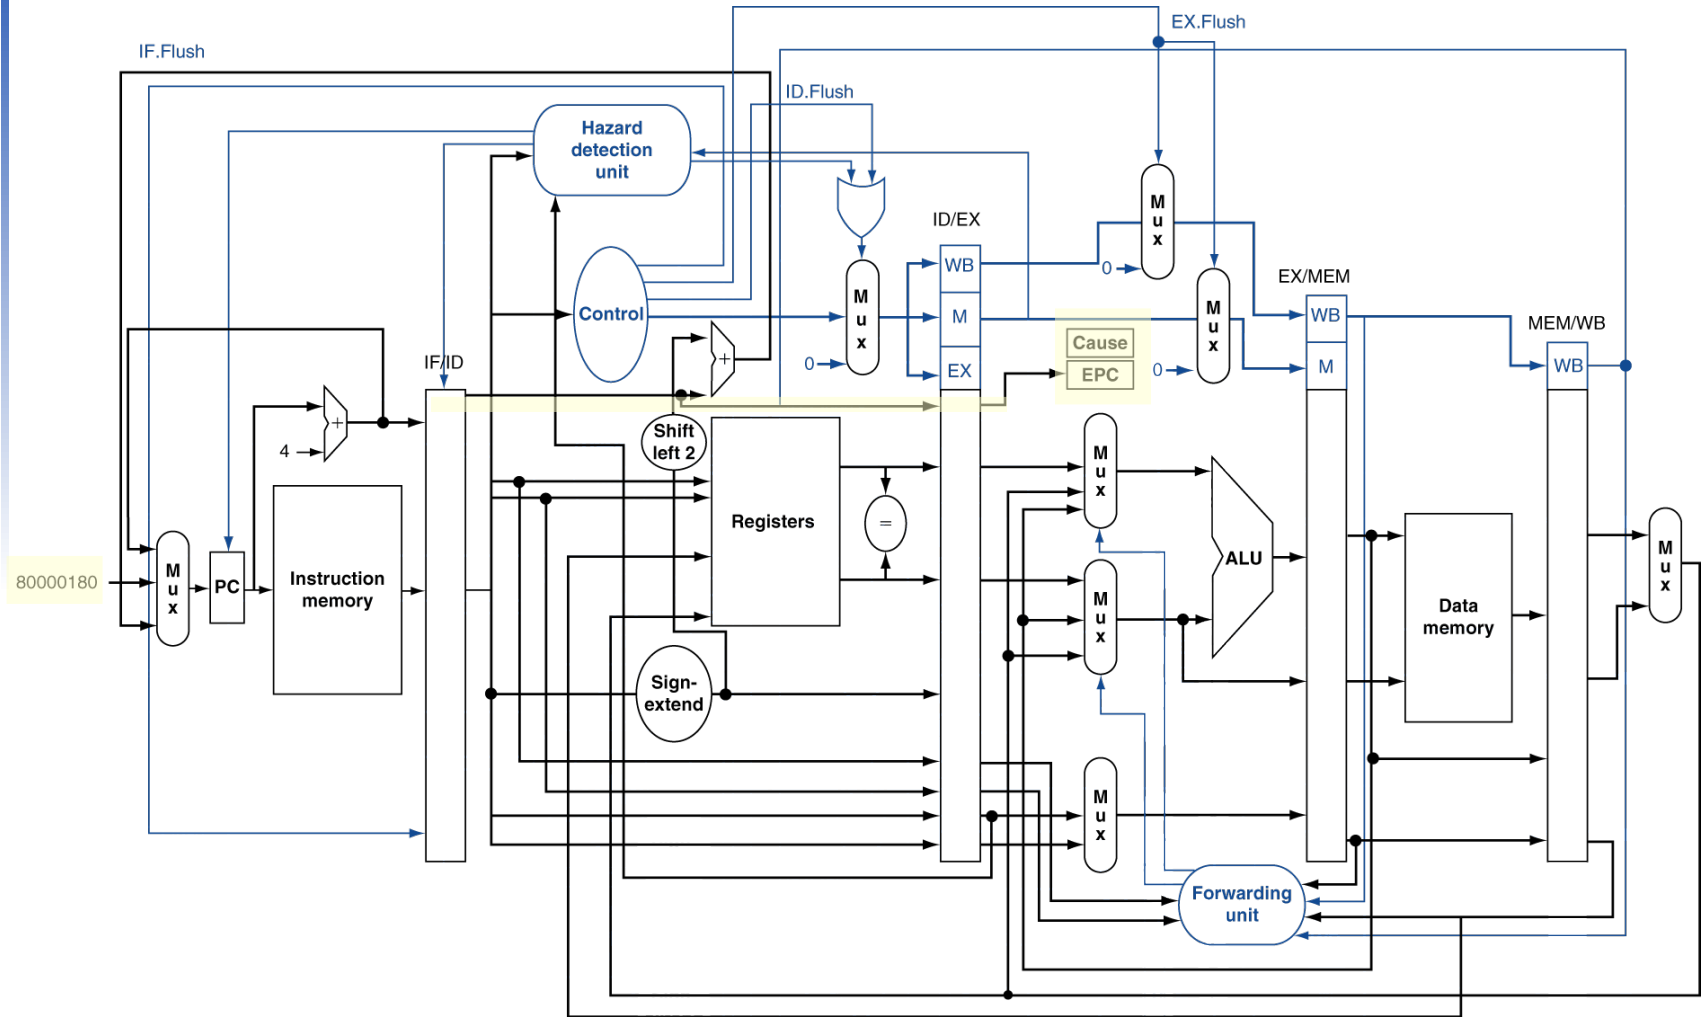 EX.Flush
IF.Flush
ID.Flush
Hazard
detection
unit
M
u
x
ID/EX
WB
0
EX/MEM
M
u
x
Control
M
u
x
M
WB
MEM/WB
Cause
+
IF/ID
0
EX
EPC
0
M
WB
+
4
Shift
left 2
M
u
x
Registers
=
M
u
x
ALU
M
u
x
80000180
M
u
x
PC
Instruction
memory
M
u
x
Data
memory
Sign-
extend
M
u
x
Forwarding
unit